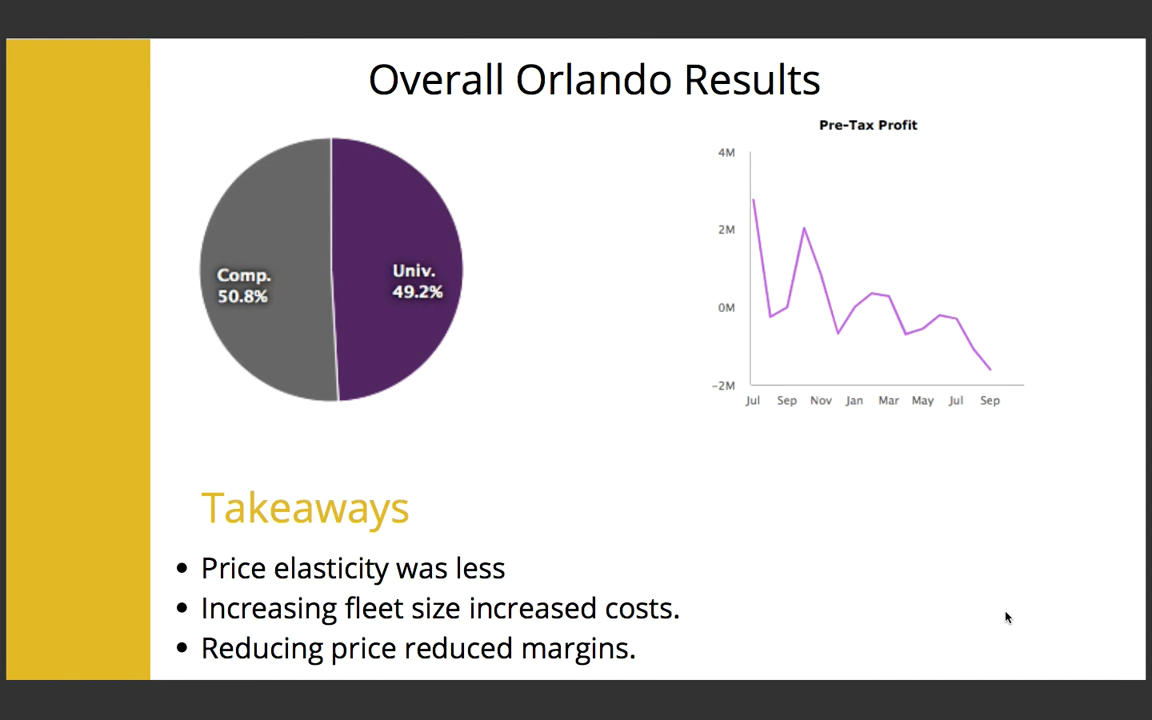 Overall Orlando Results
Comp.
50.8%
Univ.
49.2%
Pre-Tax Profit
4M
2M
0M
-2M
Jul Sep Nov Jan Mar May Jul Sep
Takeaways
• Price elasticity was less
• Increasing fleet size increased costs.
• Reducing price reduced margins.